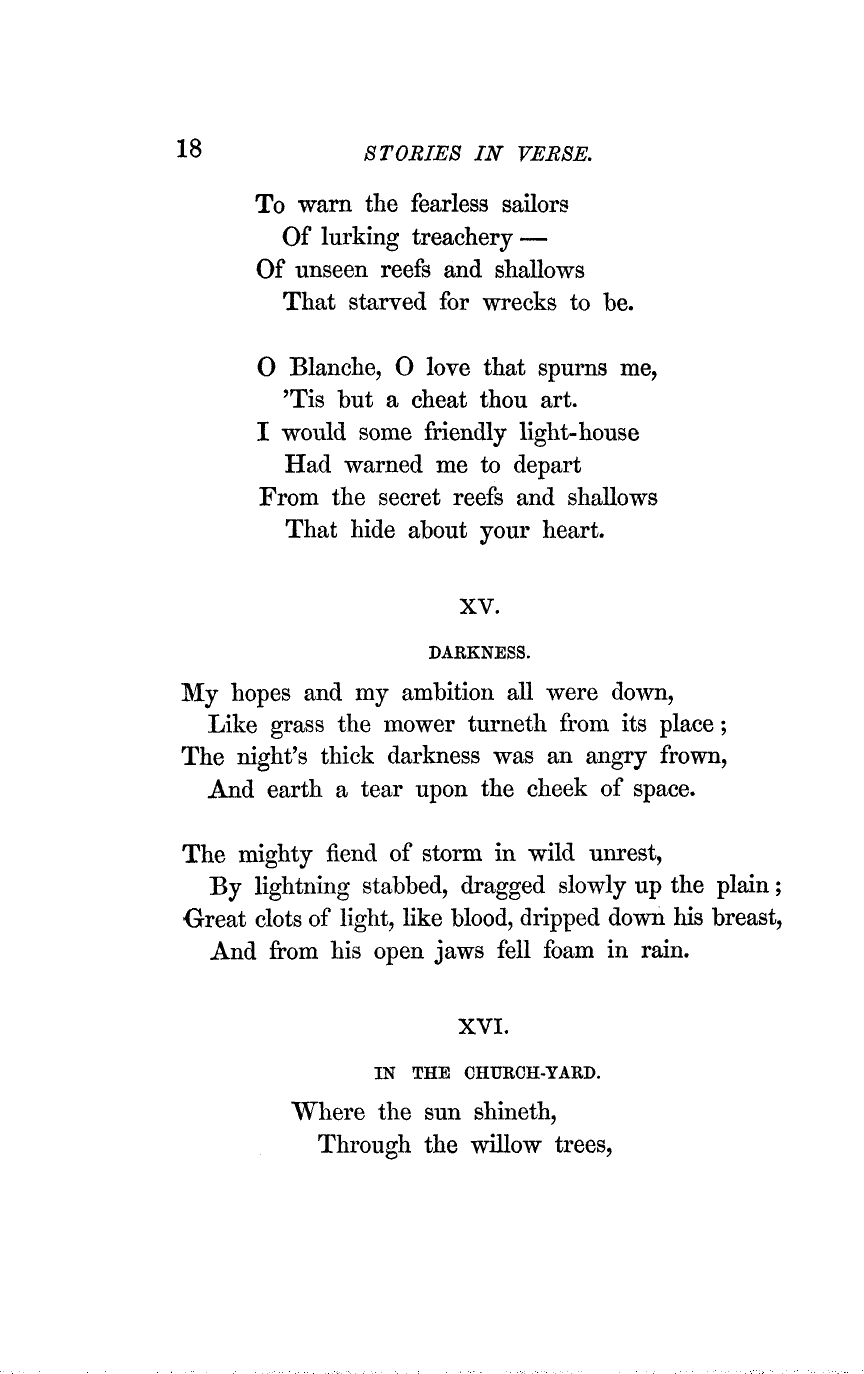 18
STORIES IN VERSE.
To warn the fearless sailors
Of lurking treachery —
Of unseen reefs and shallows
That starved for wrecks to be.
O Blanche, O love that spurns me,
’Tis but a cheat thou art.
I would some friendly light-house
Had warned me to depart
From the secret reefs and shallows
That hide about your heart.
XV.
DARKNESS.
My hopes and my ambition all were down,
Like grass the mower turneth from its place ;
The night’s thick darkness was an angry frown,
And earth a tear upon the cheek of space.
The mighty fiend of storm in wild unrest,
By lightning stabbed, dragged slowly up the plain ;
Great clots of light, like blood, dripped down his breast,
And from his open jaws fell foam in rain.
XVI.
IN THE CHURCH-YARD.
Where the sun shineth,
Through the willow trees,